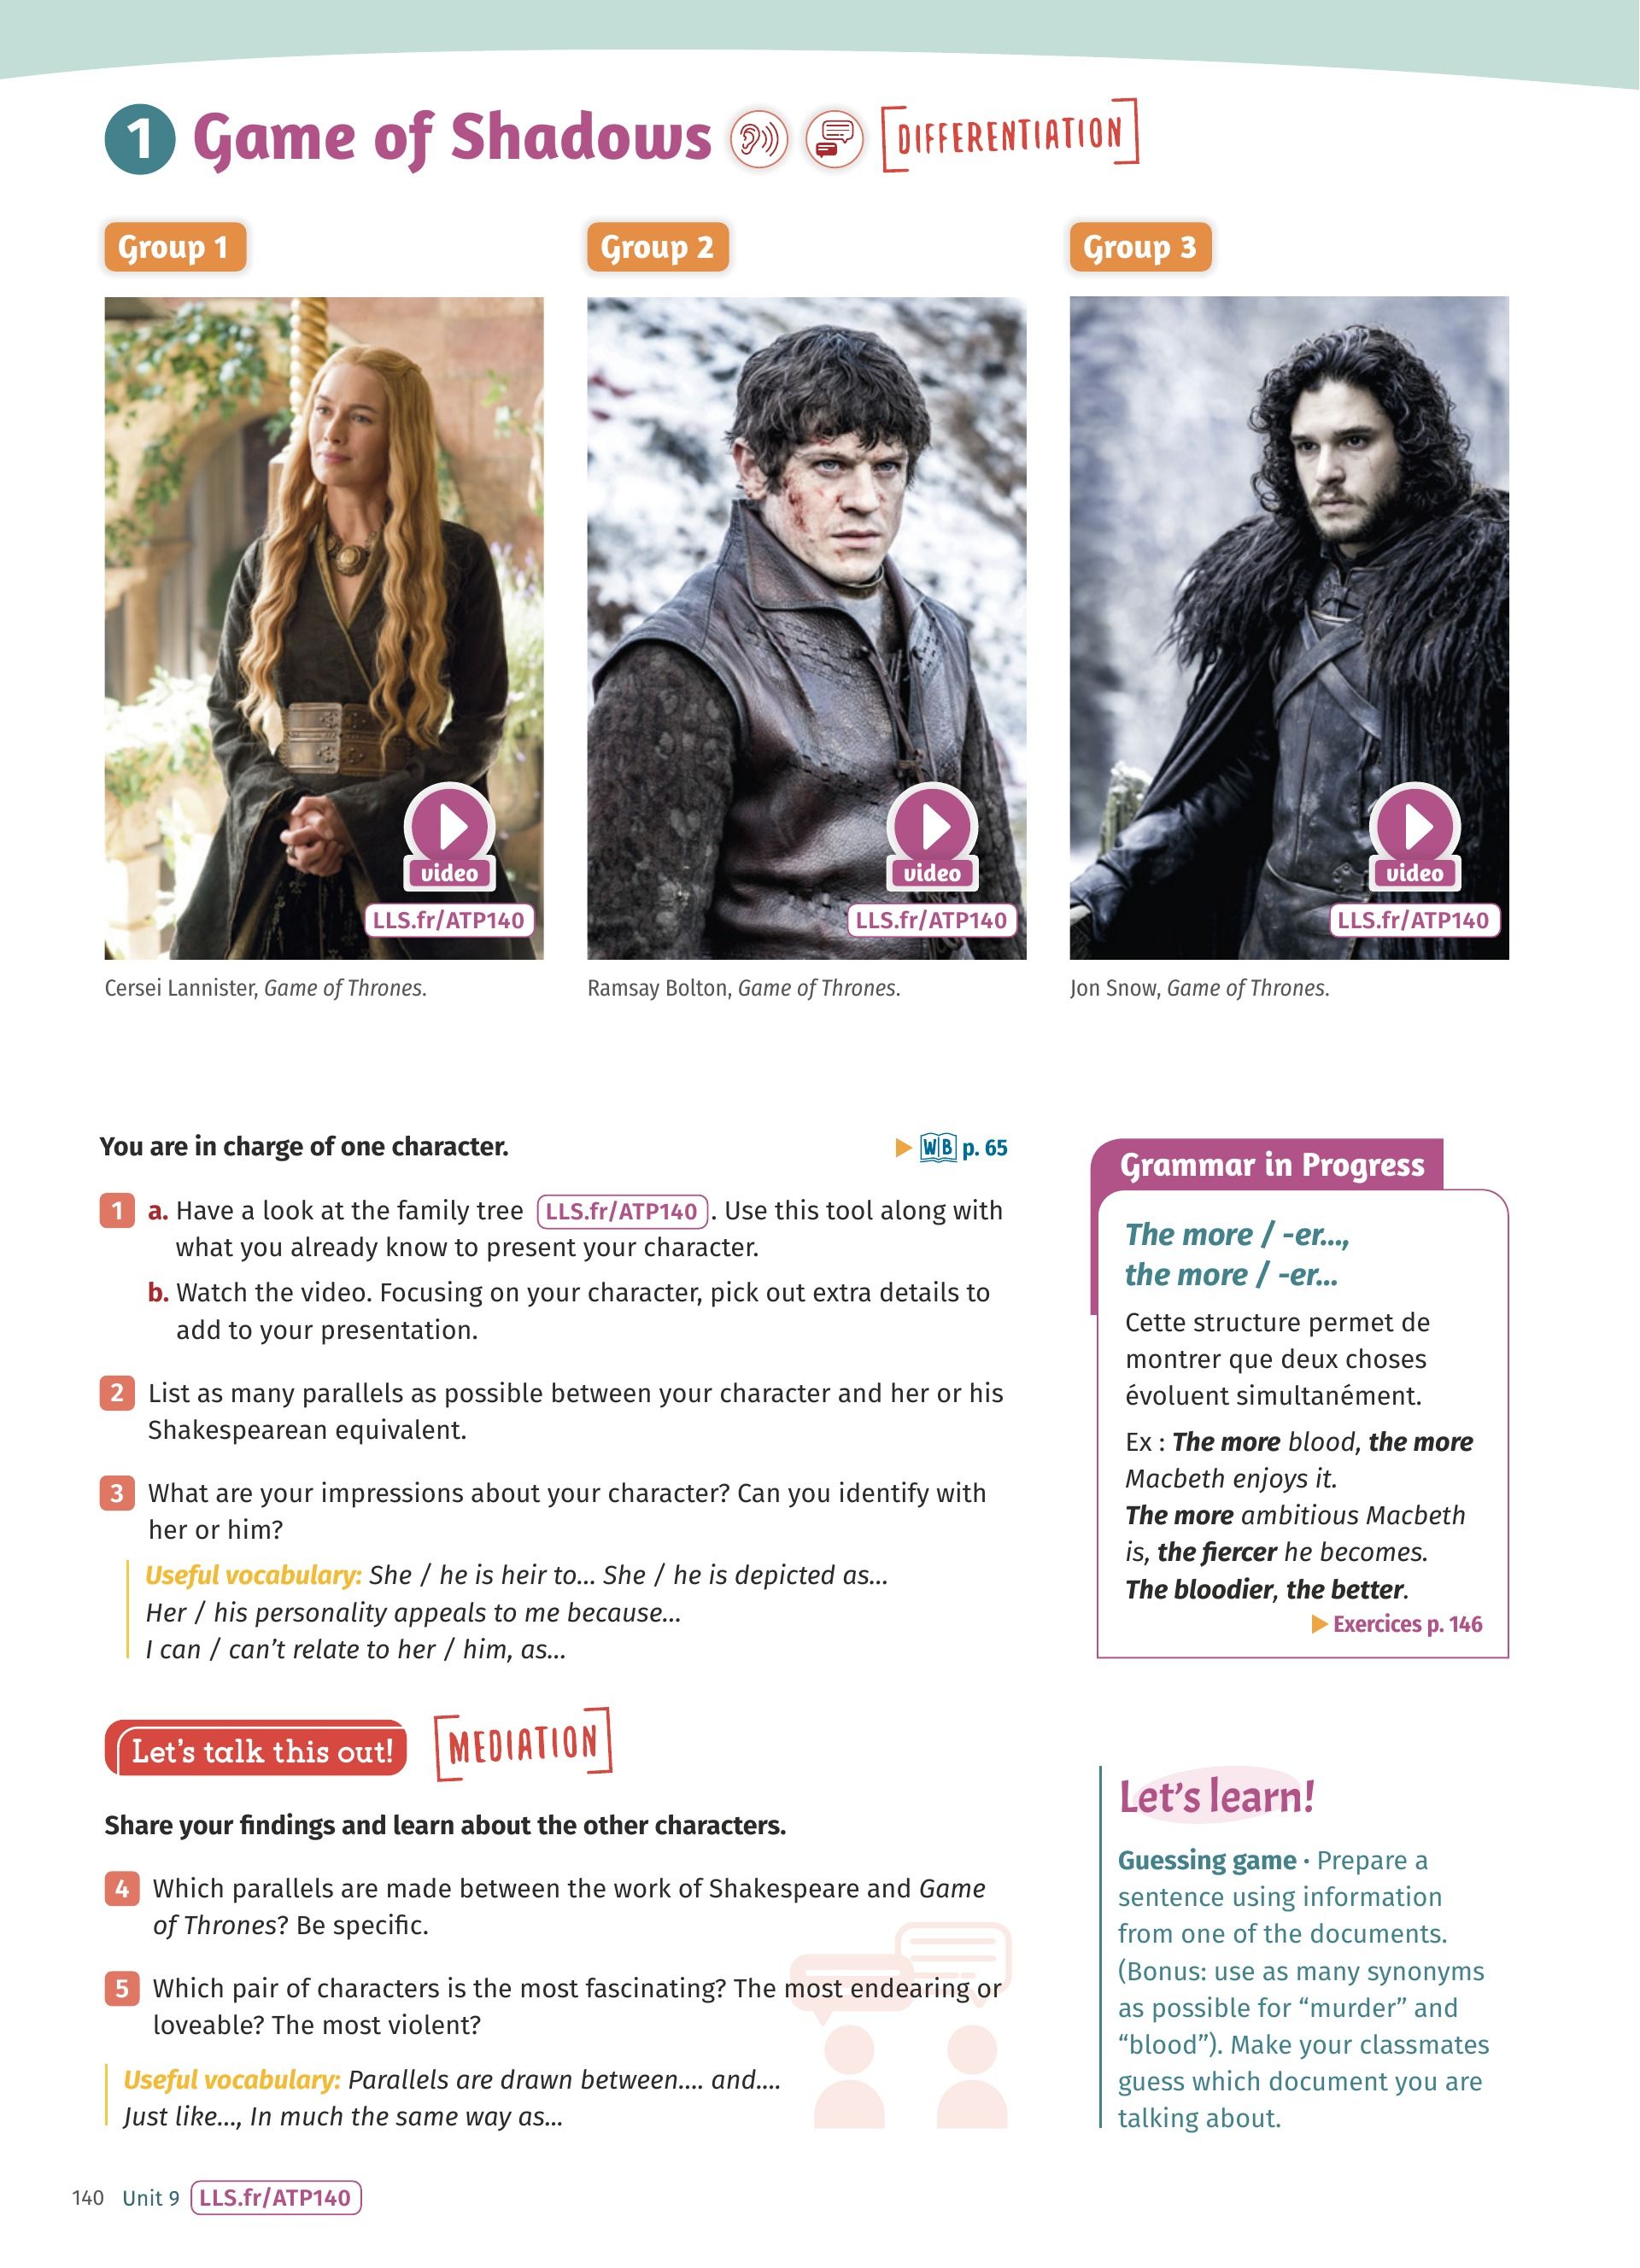 1 Game of Shadows [DIFFERENTIATION]
Group 1
Group 2
Group 3
video
LLS.fr/ATP140
video
LLS.fr/ATP140
video
LLS.fr/ATP140
Cersei Lannister, Game of Thrones.
Ramsay Bolton, Game of Thrones.
Jon Snow, Game of Thrones.
You are in charge of one character.
WB p. 65
1 a. Have a look at the family tree LLS.fr/ATP140. Use this tool along with
what you already know to present your character.
b. Watch the video. Focusing on your character, pick out extra details to
add to your presentation.
2 List as many parallels as possible between your character and her or his
Shakespearean equivalent.
3 What are your impressions about your character? Can you identify with
her or him?
Useful vocabulary: She / he is heir to... She / he is depicted as...
Her / his personality appeals to me because...
I can / can't relate to her / him, as...
Grammar in Progress
The more / -er...,
the more / -er...
Cette structure permet de
montrer que deux choses
évoluent simultanément.
Ex : The more blood, the more
Macbeth enjoys it.
The more ambitious Macbeth
is, the fiercer he becomes.
The bloodier, the better.
Exercices p. 146
Let's talk this out! [MEDIATION]
Share your findings and learn about the other characters.
4 Which parallels are made between the work of Shakespeare and Game
of Thrones? Be specific.
5 Which pair of characters is the most fascinating? The most endearing or
loveable? The most violent?
Useful vocabulary: Parallels are drawn between.... and....
Just like..., In much the same way as...
Let's learn!
Guessing game · Prepare a
sentence using information
from one of the documents.
(Bonus: use as many synonyms
as possible for “murder” and
“blood”). Make your classmates
guess which document you are
talking about.
140 Unit 9 LLS.fr/ATP140